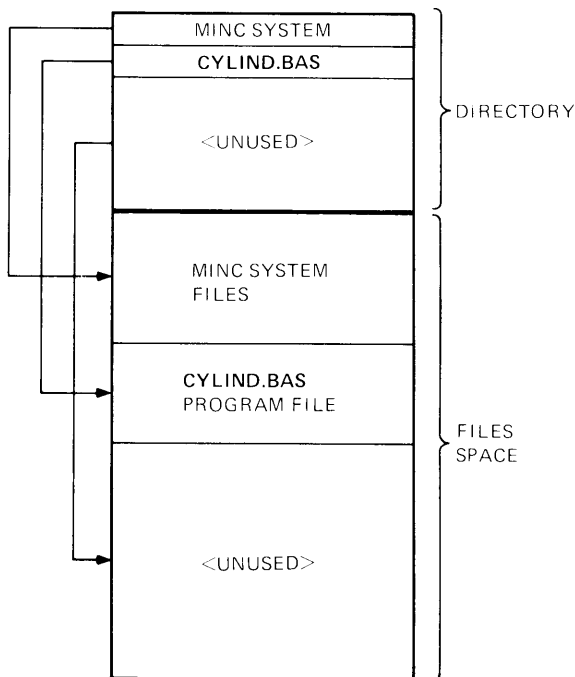 MINC SYSTEM
CYLIND.BAS
<UNUSED>
DIRECTORY
MINC SYSTEM
FILES
CYLIND.BAS
PROGRAM FILE
FILES
SPACE
<UNUSED>